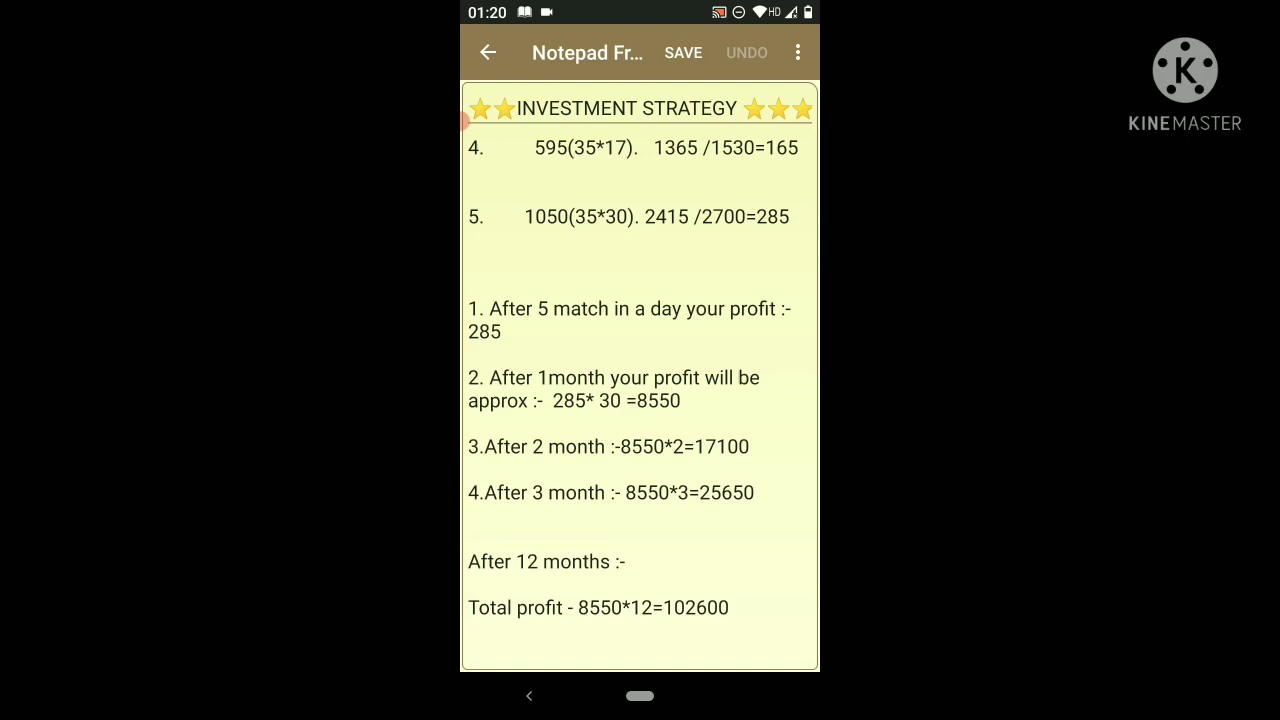 01:20
HD
Notepad Fr... SAVE UNDO
⭐⭐INVESTMENT STRATEGY ⭐⭐⭐
4. 595(35*17). 1365 /1530=165
5. 1050(35*30). 2415 /2700=285
1. After 5 match in a day your profit :-
285
2. After 1month your profit will be
approx :- 285* 30 =8550
3.After 2 month :-8550*2=17100
4.After 3 month :- 8550*3=25650
After 12 months :-
Total profit - 8550*12=102600
K
KINEMASTER